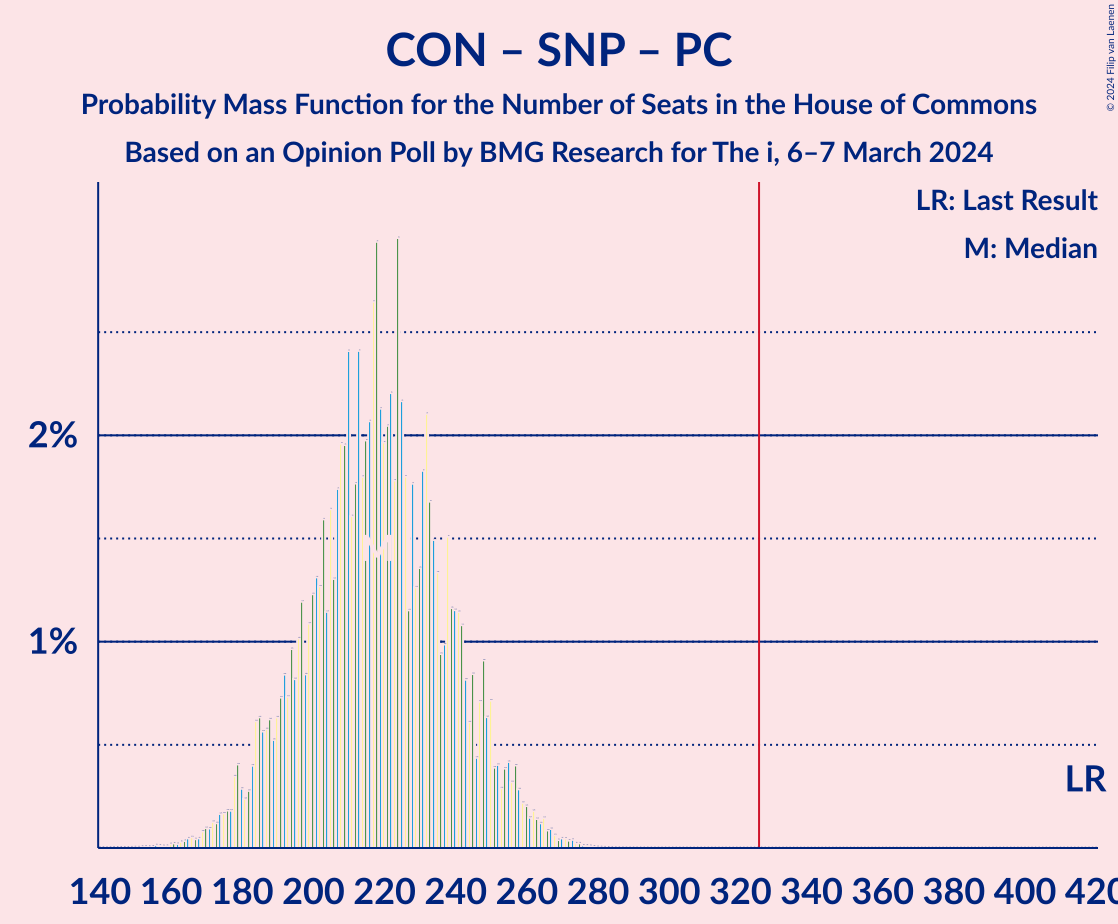 CON – SNP – PC
Probability Mass Function for the Number of Seats in the House of Commons
Based on an Opinion Poll by BMG Research for The i, 6–7 March 2024
© 2024 Filip van Laenen
LR: Last Result
M: Median
2%
1%
LR
140 160 180 200 220 240 260 280 300 320 340 360 380 400 420